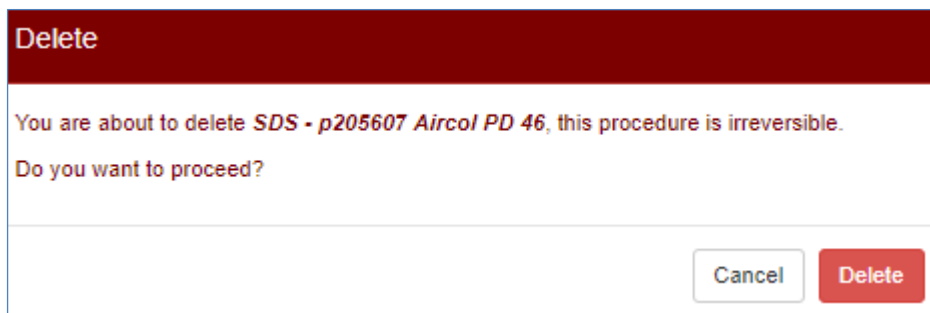 Delete
You are about to delete SDS - p205607 Aircol PD 46, this procedure is irreversible.
Do you want to proceed?
Cancel Delete